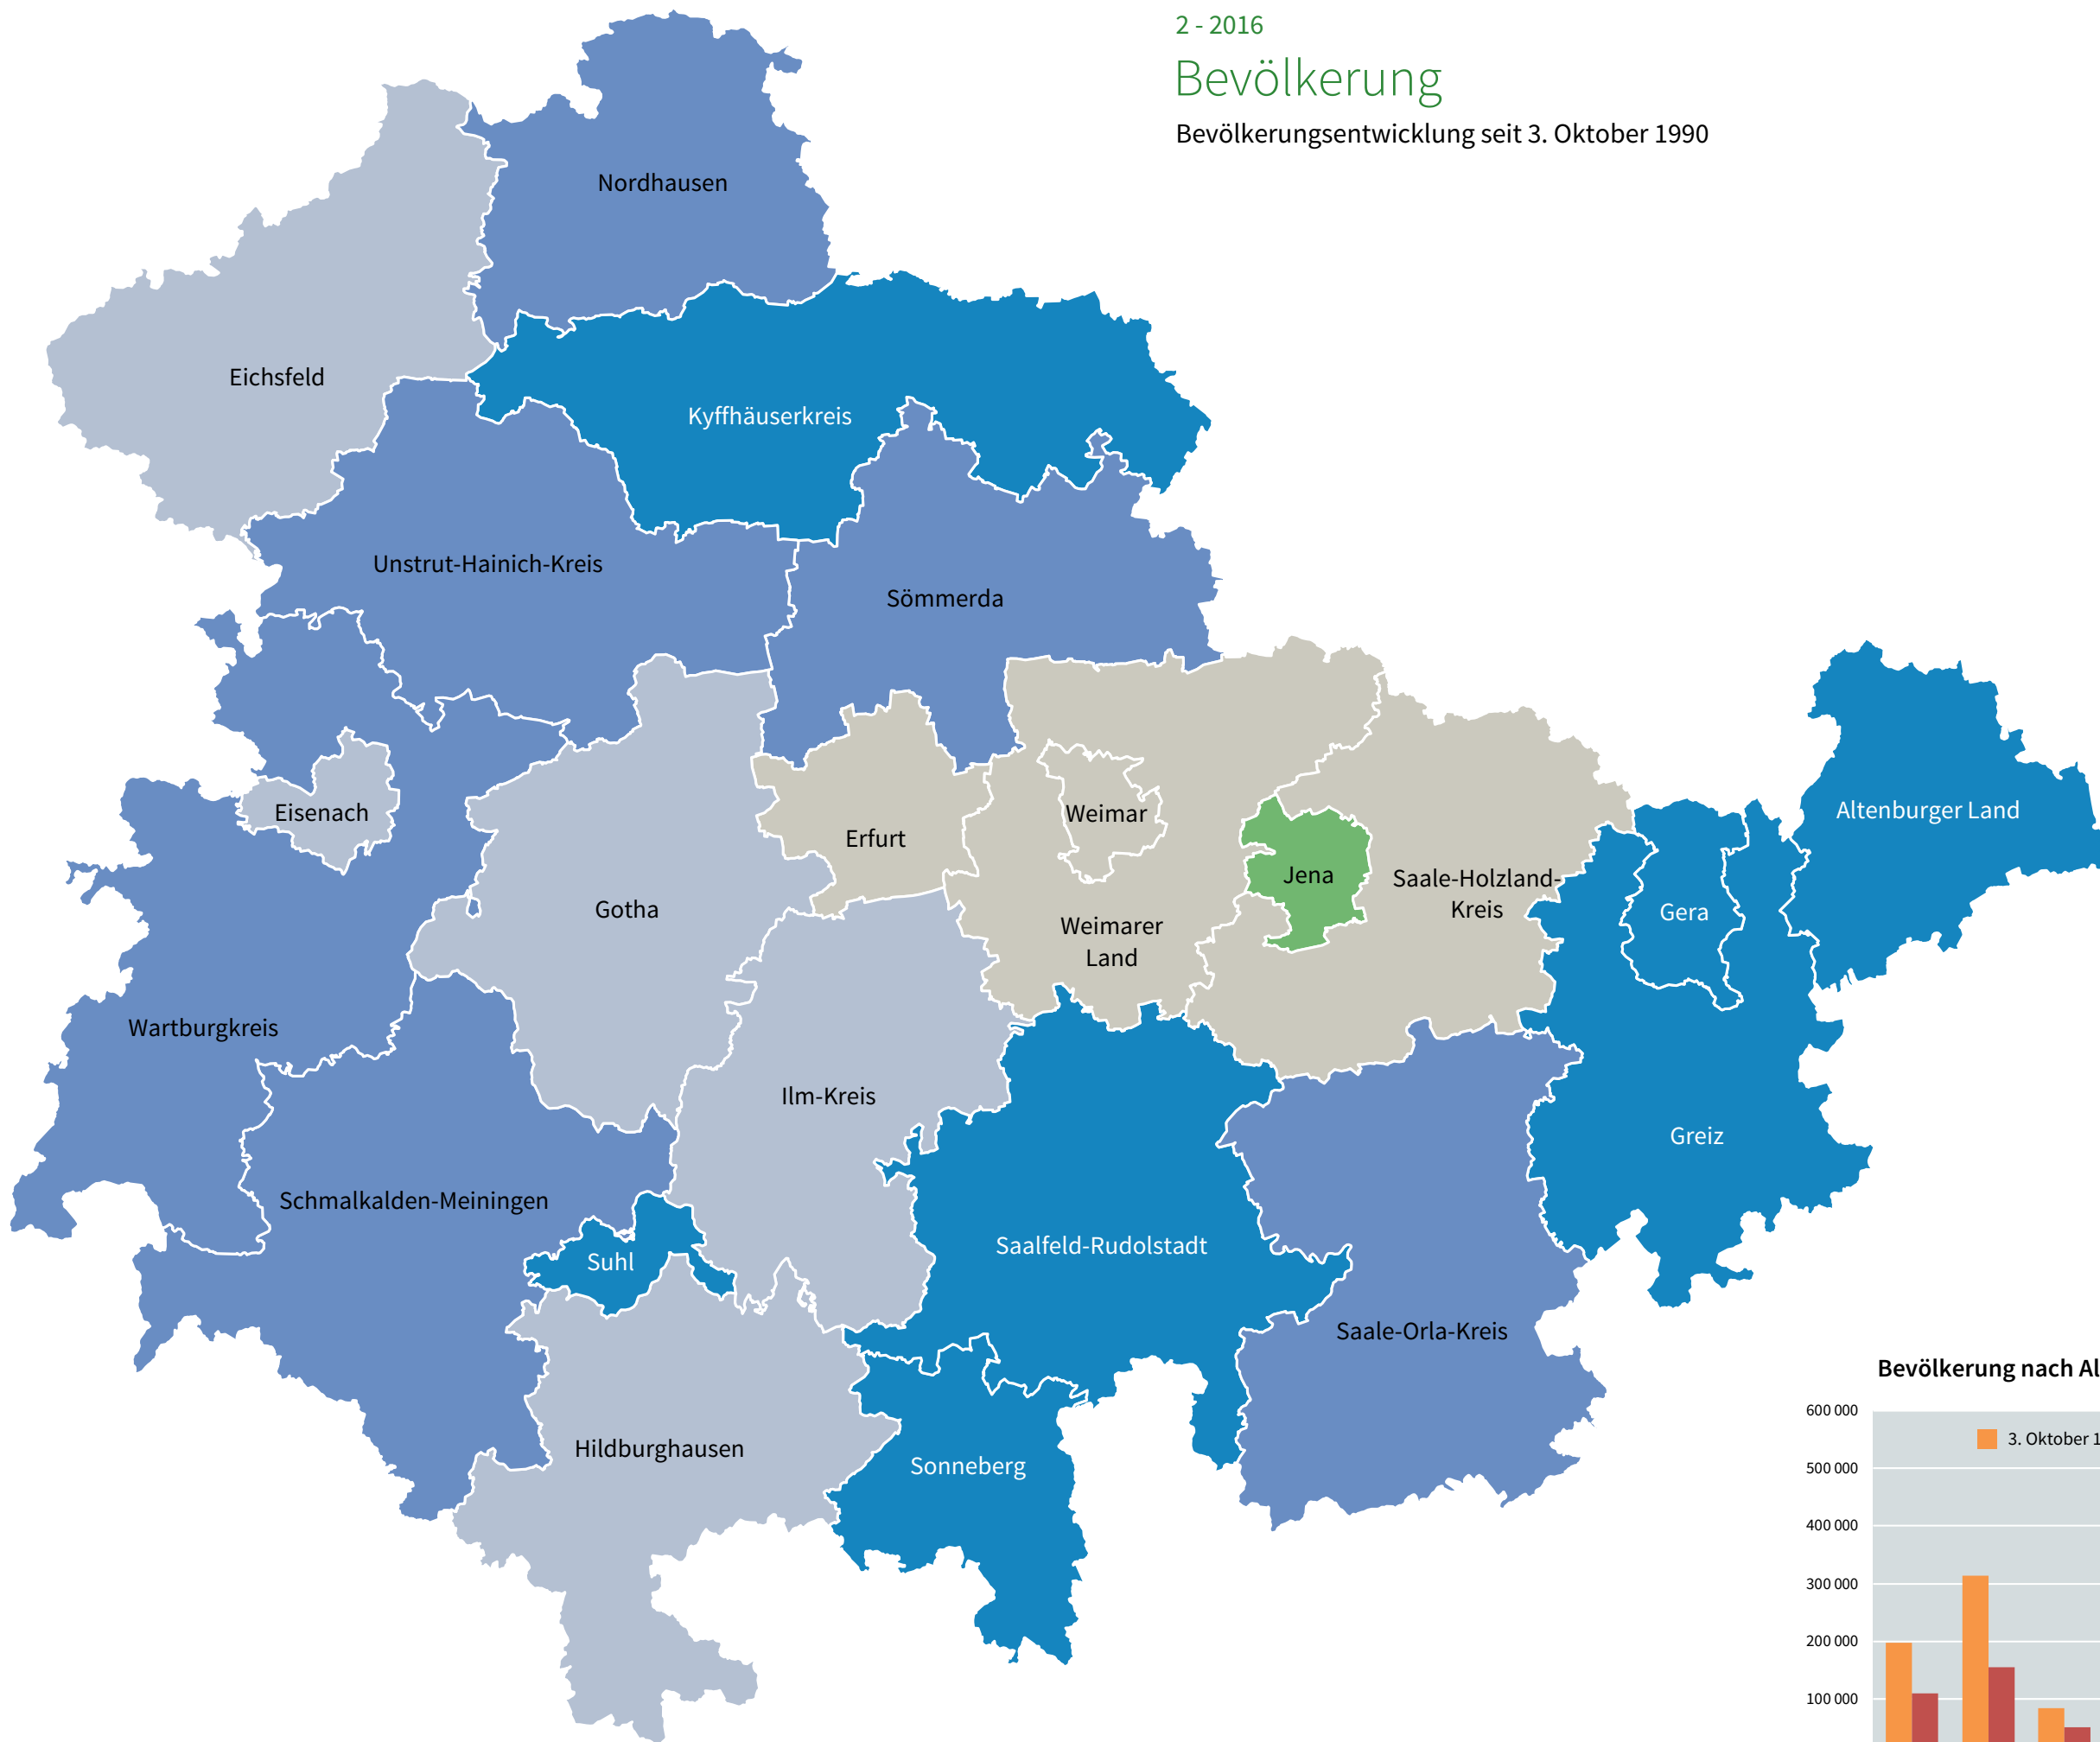 2 - 2016
Bevölkerung
Bevölkerungsentwicklung seit 3. Oktober 1990
Nordhausen
Eichsfeld
Kyffhäuserkreis
Unstrut-Hainich-Kreis
Sömmerda
Eisenach
Erfurt
Weimar
Altenburger Land
Jena
Saale-Holzland-
Kreis
Gotha
Gera
Weimarer
Land
Wartburgkreis
Ilm-Kreis
Greiz
Schmalkalden-Meiningen
Suhl
Saalfeld-Rudolstadt
Saale-Orla-Kreis
Hildburghausen
Sonneberg
Bevölkerung nach Al
600 000
3. Oktober 1
500 000
400 000
300 000
200 000
100 000